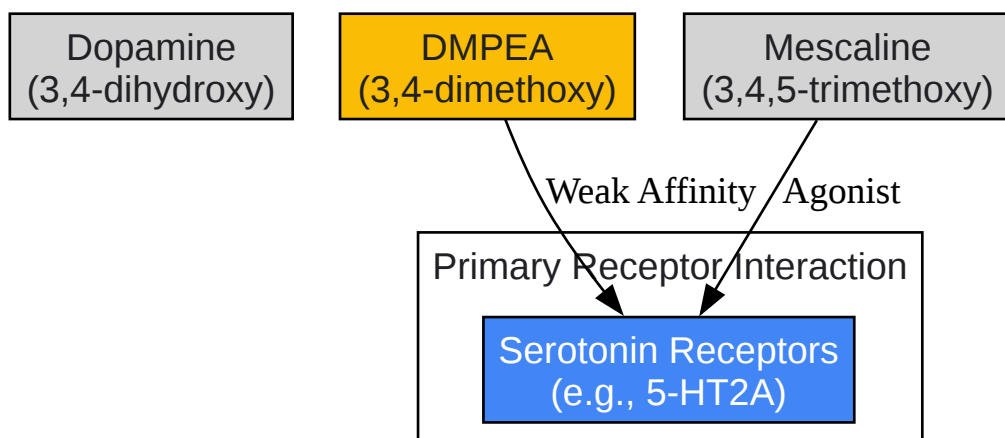 Dopamine
(3,4-dihydroxy)
DMPEA
(3,4-dimethoxy)
Mescaline
(3,4,5-trimethoxy)
Weak Affinity
Agonist
Primary Receptor Interaction
Serotonin Receptors
(e.g., 5-HT2A)